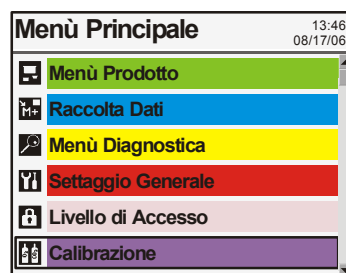 Menù Principale
13:46
08/17/06
Menù Prodotto
M+ Raccolta Dati
Menù Diagnostica
Settaggio Generale
Livello di Accesso
Calibrazione